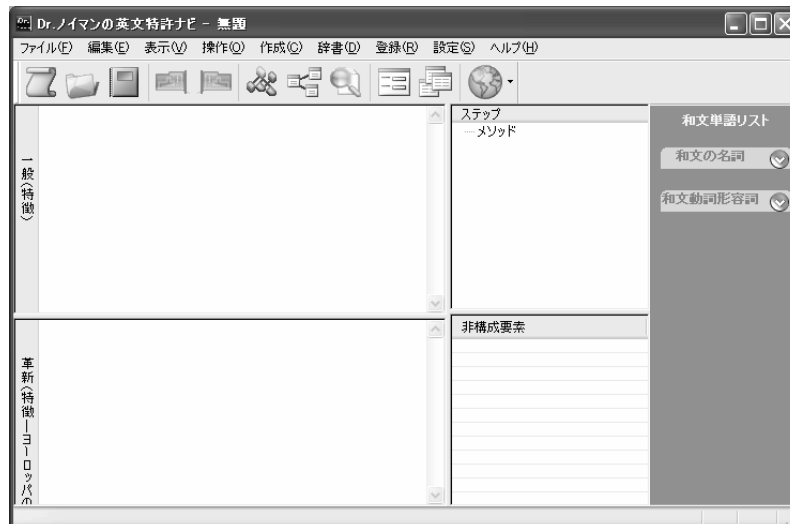 Dr.ノイマンの英文特許ナビ - 無題
ファイル(F) 編集(E) 表示(V) 操作(O) 作成(C) 辞書(D) 登録(R) 設定(S) ヘルプ(H)
一般(特徴)
ステップ
メソッド
和文単語リスト
和文の名詞
和文動詞形容詞
革新(特徴ーヨーロッパの
非構成要素